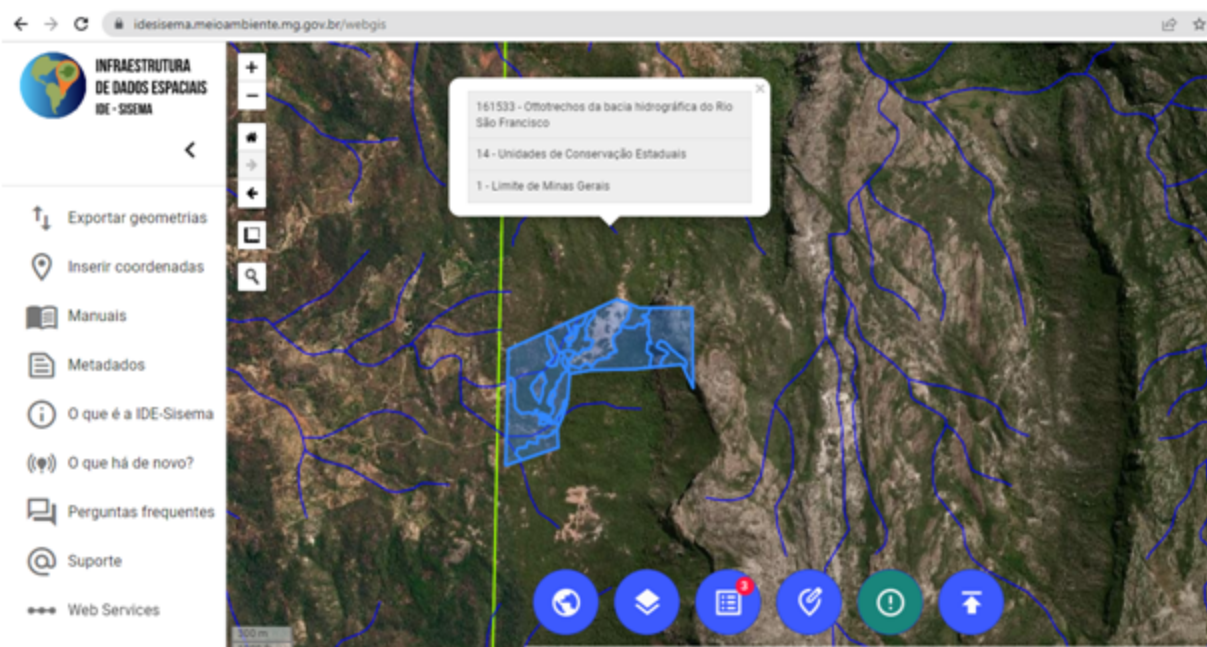 idesisema.meioambiente.mg.gov.br/webgis
INFRAESTRUTURA
DE DADOS ESPACIAIS
IDE - SISEMA
Exportar geometrias
Inserir coordenadas
Manuais
Metadados
O que é a IDE-Sisema
O que há de novo?
Perguntas frequentes
Suporte
Web Services
161533 - Ottotrechos da bacia hidrográfica do Rio
São Francisco
14 - Unidades de Conservação Estaduais
1 - Limite de Minas Gerais
3
300 m